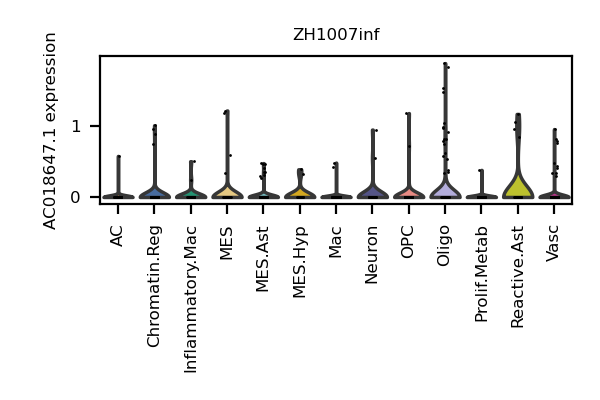 ZH1007inf
AC018647.1 expression
1
0
AC
Chromatin.Reg
Inflammatory.Mac
MES
MES.Ast
MES.Hyp
Mac
Neuron
OPC
Oligo
Prolif.Metab
Reactive.Ast
Vasc